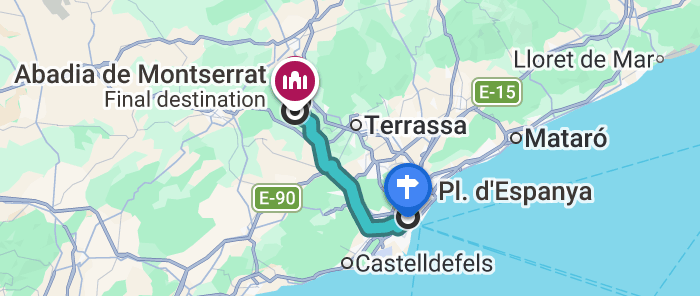 Lloret de Mar
Abadia de Montserrat
Final destination
E-15
Terrassa
Mataró
Pl. d'Espanya
E-90
Castelldefels